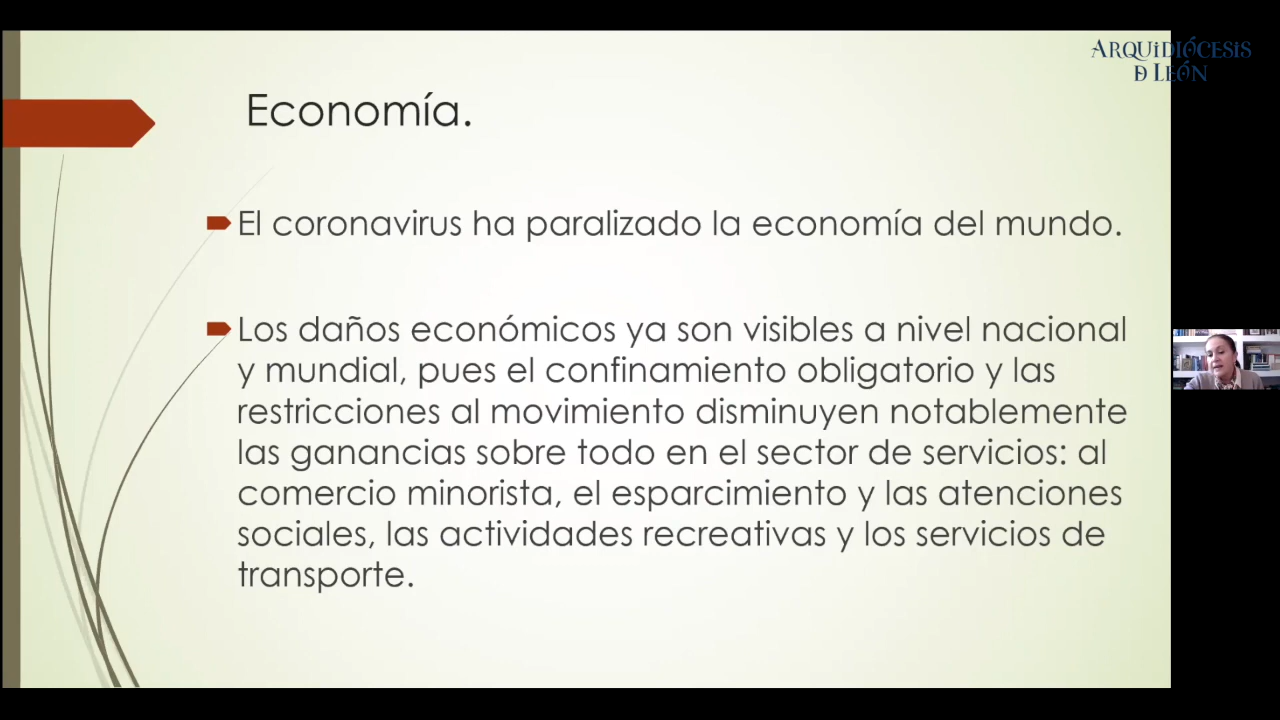 ARQUiDIÓCESiS
D LEÓN
Economía.
El coronavirus ha paralizado la economía del mundo.
Los daños económicos ya son visibles a nivel nacional
y mundial, pues el confinamiento obligatorio y las
restricciones al movimiento disminuyen notablemente
las ganancias sobre todo en el sector de servicios: al
comercio minorista, el esparcimiento y las atenciones
sociales, las actividades recreativas y los servicios de
transporte.